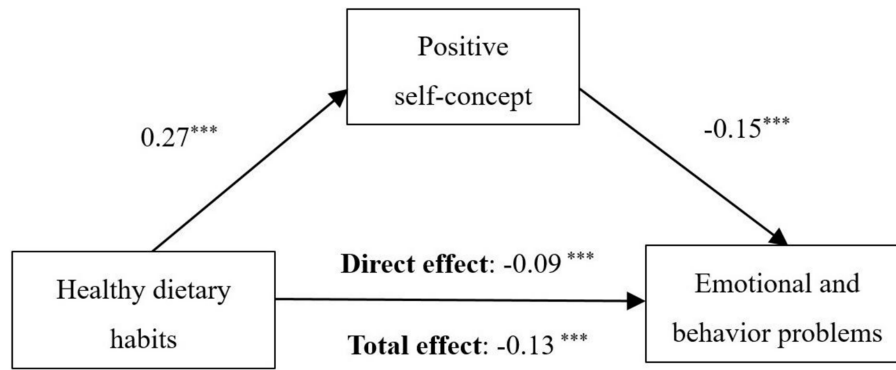 Positive
self-concept
0.27***
-0.15***
Direct effect: -0.09 ***
Healthy dietary
habits
Emotional and
behavior problems
Total effect: -0.13 ***